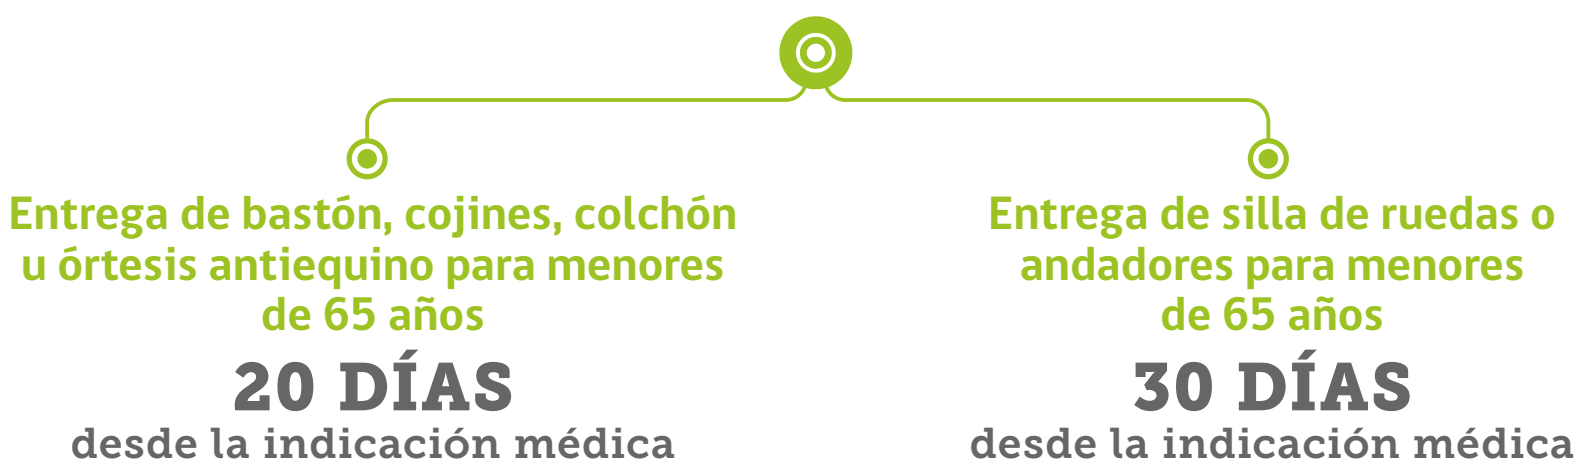 Entrega de bastón, cojines, colchón
u órtesis antiequino para menores
de 65 años
20 DÍAS
desde la indicación médica
Entrega de silla de ruedas o
andadores para menores
de 65 años
30 DÍAS
desde la indicación médica